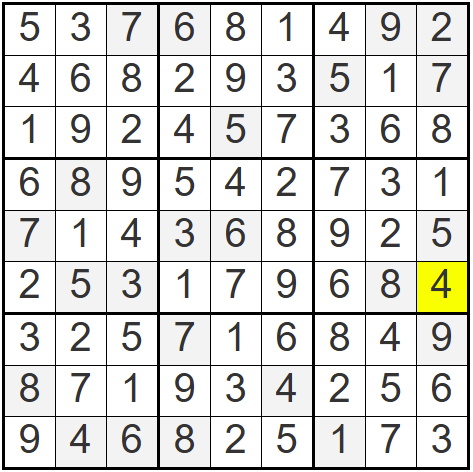 5 3 7 6 8 1 4 9 2
4 6 8 2 9 3 5 1 7
1 9 2 4 5 7 3 6 8
6 8 9 5 4 2 7 3 1
7 1 4 3 6 8 9 2 5
2 5 3 1 7 9 6 8 4
3 2 5 7 1 6 8 4 9
8 7 1 9 3 4 2 5 6
9 4 6 8 2 5 1 7 3